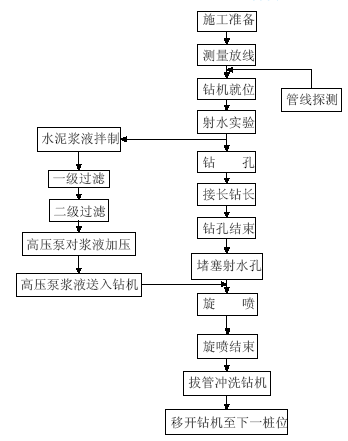 施工准备
测量放线
钻机就位
管线探测
射水实验
水泥浆液拌制
钻 孔
一级过滤
接长钻长
二级过滤
钻孔结束
高压泵对浆液加压
堵塞射水孔
高压泵浆液送入钻机
旋 喷
旋喷结束
拔管冲洗钻机
移开钻机至下一桩位